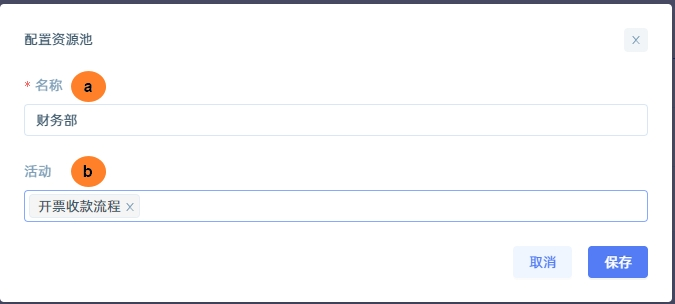 配置资源池 X
* 名称 a
财务部
活动 b
开票收款流程 X
取消 保存